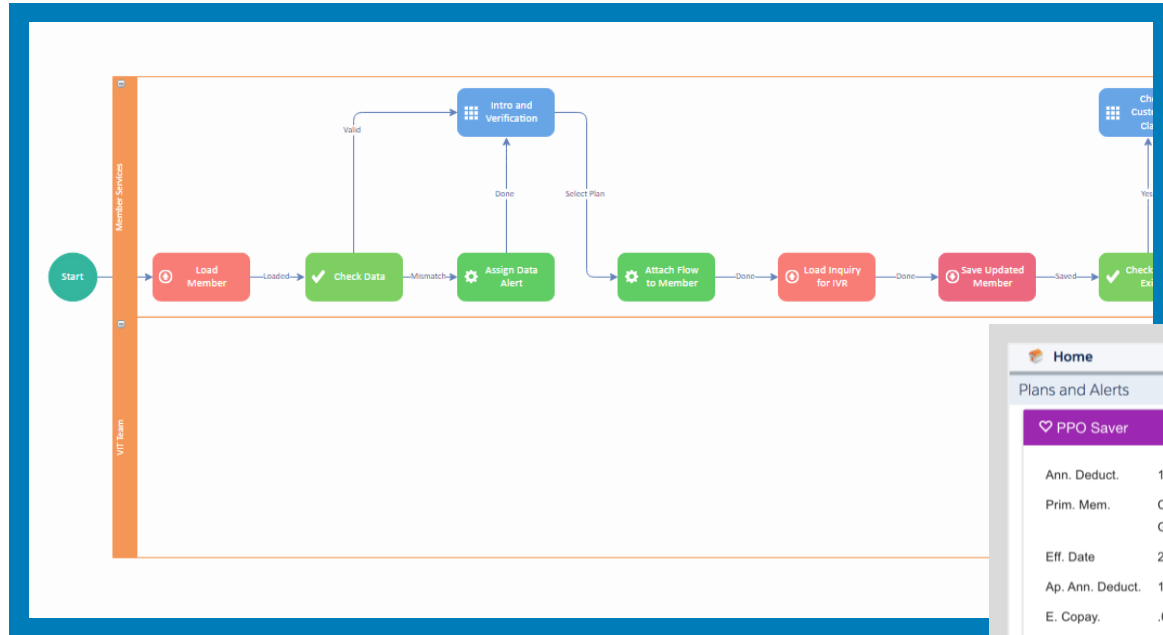 Intro and
Verification
Valid
Done
Select Plan
Yes
Member Services
Start
Load
Member
Loaded
Check Data
Mismatch
Assign Data
Alert
Attach Flow
to Member
Done
Load Inquiry
for IVR
Done
Save Updated
Member
Saved
Check
VIT Team
Home
Plans and Alerts
PPO Saver
Ann. Deduct.
Prim. Mem.
Eff. Date
Ap. Ann. Deduct.
E. Copay.